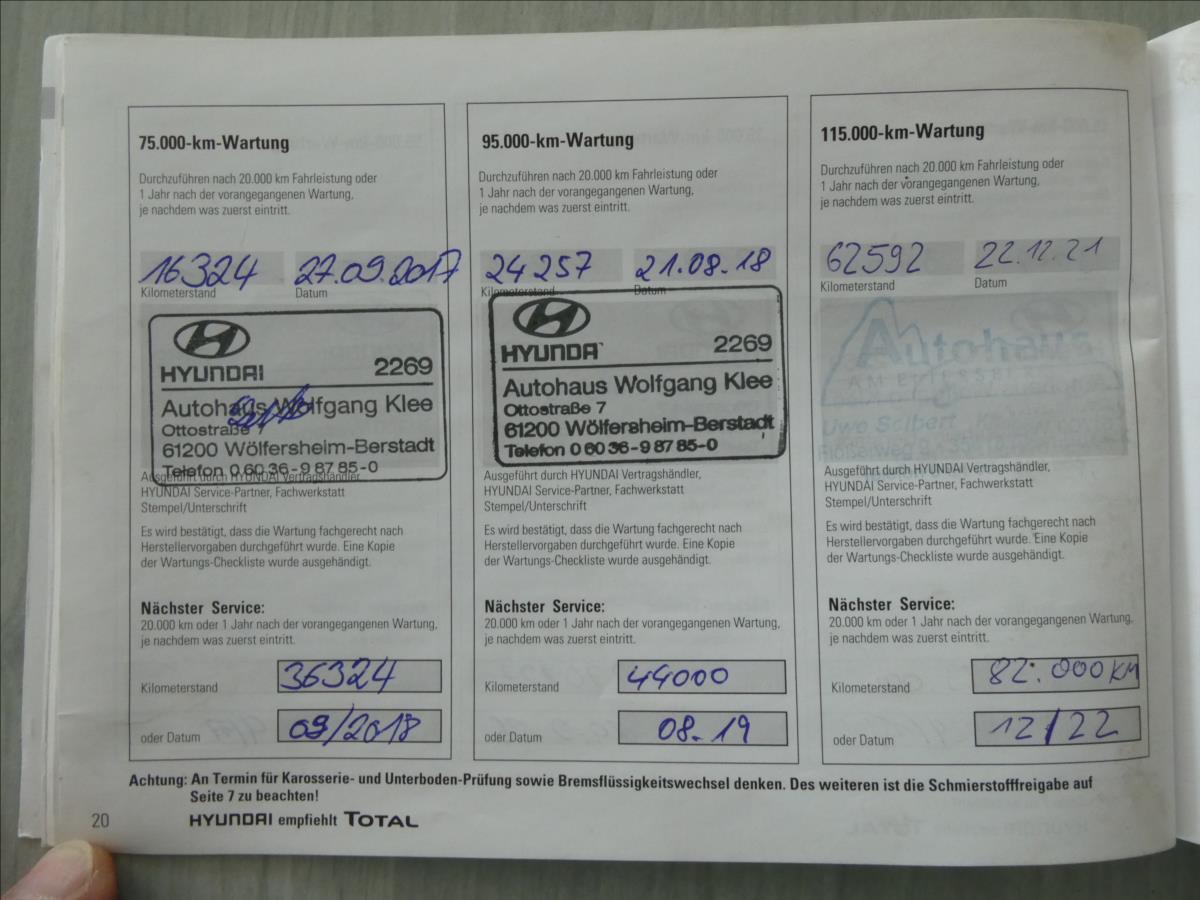 75.000-km-Wartung
Durchzuführen nach 20.000 km Fahrleistung oder
1 Jahr nach der vorangegangenen Wartung,
je nachdem was zuerst eintritt.
16324 27.09.2017
Kilometerstand Datum
HYUNDAI 2269
Autohaus Wolfgang Klee
Ottostraße 7
61200 Wölfersheim-Berstadt
Telefon 0 60 36 - 9 87 85-0
Ausgeführt durch HYUNDAI Vertragshändler,
HYUNDAI Service-Partner, Fachwerkstatt
Stempel/Unterschrift
Es wird bestätigt, dass die Wartung fachgerecht nach
Herstellervorgaben durchgeführt wurde. Eine Kopie
der Wartungs-Checkliste wurde ausgehändigt.
Nächster Service:
20.000 km oder 1 Jahr nach der vorangegangenen Wartung,
je nachdem was zuerst eintritt.
Kilometerstand 36324
oder Datum 09/2018
95.000-km-Wartung
Durchzuführen nach 20.000 km Fahrleistung oder
1 Jahr nach der vorangegangenen Wartung,
je nachdem was zuerst eintritt.
24257 21.08.18
Kilometerstand Datum
HYUNDA 2269
Autohaus Wolfgang Klee
Ottostraße 7
61200 Wölfersheim-Berstadt
Telefon 0 60 36 - 9 87 85-0
Ausgeführt durch HYUNDAI Vertragshändler,
HYUNDAI Service-Partner, Fachwerkstatt
Stempel/Unterschrift
Es wird bestätigt, dass die Wartung fachgerecht nach
Herstellervorgaben durchgeführt wurde. Eine Kopie
der Wartungs-Checkliste wurde ausgehändigt.
Nächster Service:
20.000 km oder 1 Jahr nach der vorangegangenen Wartung,
je nachdem was zuerst eintritt.
Kilometerstand 44000
oder Datum 08.19
115.000-km-Wartung
Durchzuführen nach 20.000 km Fahrleistung oder
1 Jahr nach der vorangegangenen Wartung,
je nachdem was zuerst eintritt.
62592 22.12.21
Kilometerstand Datum
Autohaus
Uwe Seibert
Ausgeführt durch HYUNDAI Vertragshändler,
HYUNDAI Service-Partner, Fachwerkstatt
Stempel/Unterschrift
Es wird bestätigt, dass die Wartung fachgerecht nach
Herstellervorgaben durchgeführt wurde. Eine Kopie
der Wartungs-Checkliste wurde ausgehändigt.
Nächster Service:
20.000 km oder 1 Jahr nach der vorangegangenen Wartung,
je nachdem was zuerst eintritt.
Kilometerstand 82.000 KM
oder Datum 12/22
Achtung: An Termin für Karosserie- und Unterboden-Prüfung sowie Bremsflüssigkeitswechsel denken. Des weiteren ist die Schmierstofffreigabe auf
Seite 7 zu beachten!
20 HYUNDAI empfiehlt TOTAL